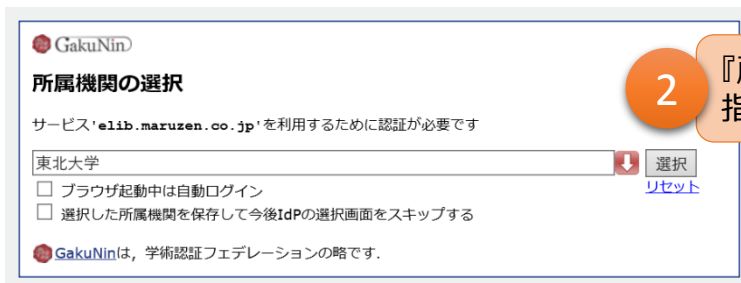 GakuNin
所属機関の選択
サービス'elib.maruzen.co.jp'を利用するために認証が必要です
2
『
指
東北大学
選択
リセット
ブラウザ起動中は自動ログイン
選択した所属機関を保存して今後IdPの選択画面をスキップする
GakuNinは，学術認証フェデレーションの略です.